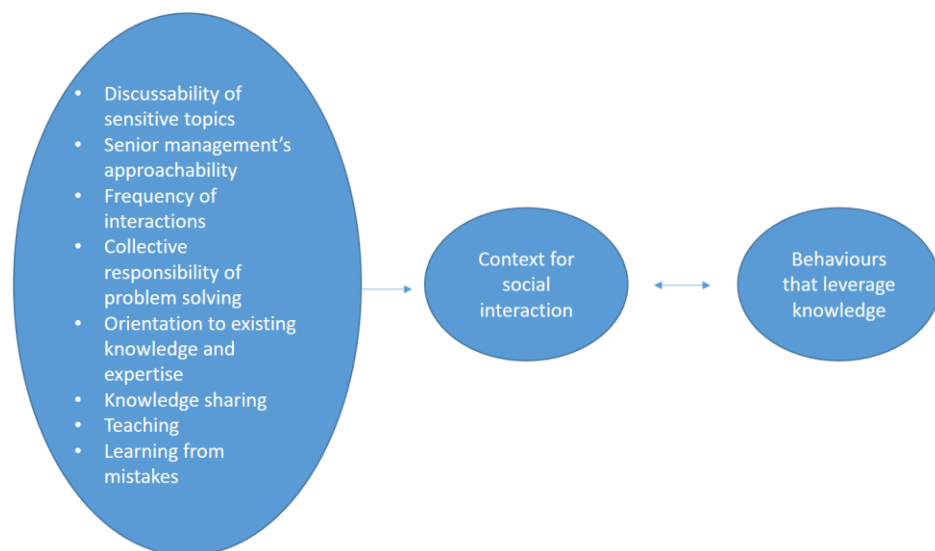 • Discussability of
sensitive topics
• Senior management’s
approachability
• Frequency of
interactions
• Collective
responsibility of
problem solving
• Orientation to existing
knowledge and
expertise
• Knowledge sharing
• Teaching
• Learning from
mistakes
Context for
social
interaction
Behaviours
that leverage
knowledge